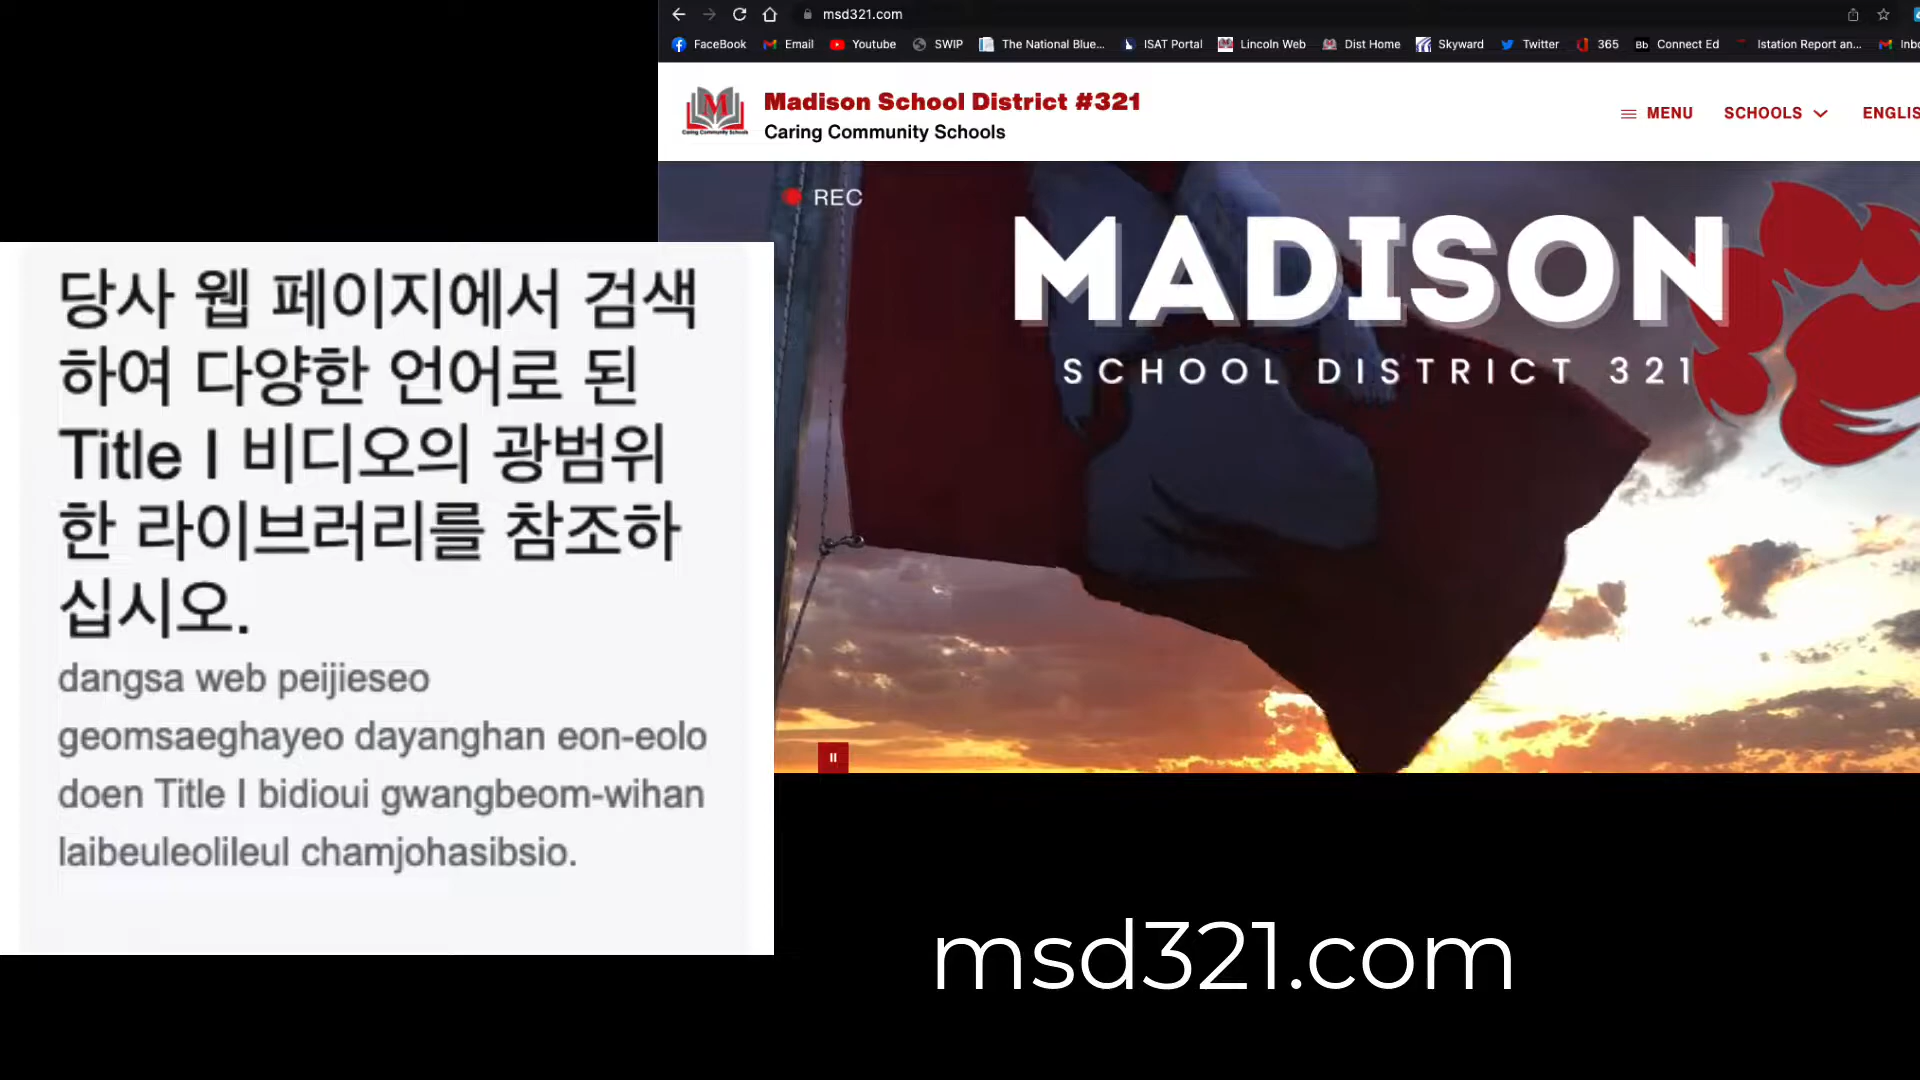 msd321.com
FaceBook Email Youtube SWIP The National Blue... ISAT Portal Lincoln Web Dist Home Skyward Twitter 365 Bb Connect Ed Istation Report an...
M
Caring Community Schools
Madison School District #321
Caring Community Schools
MENU SCHOOLS
REC
MADISON
SCHOOL DISTRICT 321
당사 웹 페이지에서 검색
하여 다양한 언어로 된
Title I 비디오의 광범위
한 라이브러리를 참조하
십시오.
dangsa web peijieseo
geomsaeghayeo dayanghan eon-eolo
doen Title I bidioui gwangbeom-wihan
laibeuleolileul chamjohasibsio.
msd321.com